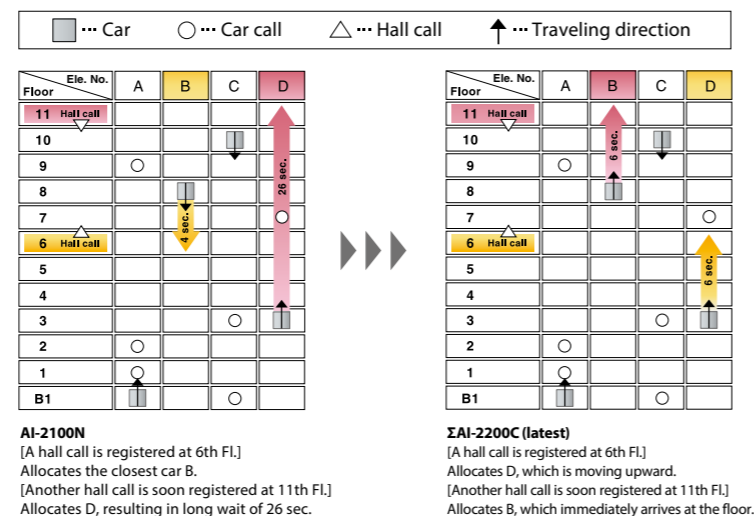 ··· Car ··· Car call ··· Hall call ··· Traveling direction
Ele. No.
Floor A B C D
11 Hall call
10
9
8
7
6 Hall call
5
4
3
2
1
B1
4 sec.
26 sec.
AI-2100N
[A hall call is registered at 6th Fl.]
Allocates the closest car B.
[Another hall call is soon registered at 11th Fl.]
Allocates D, resulting in long wait of 26 sec.
Ele. No.
Floor A B C D
11 Hall call
10
9
8
7
6 Hall call
5
4
3
2
1
B1
6 sec.
6 sec.
ΣAI-2200C (latest)
[A hall call is registered at 6th Fl.]
Allocates D, which is moving upward.
[Another hall call is soon registered at 11th Fl.]
Allocates B, which immediately arrives at the floor.